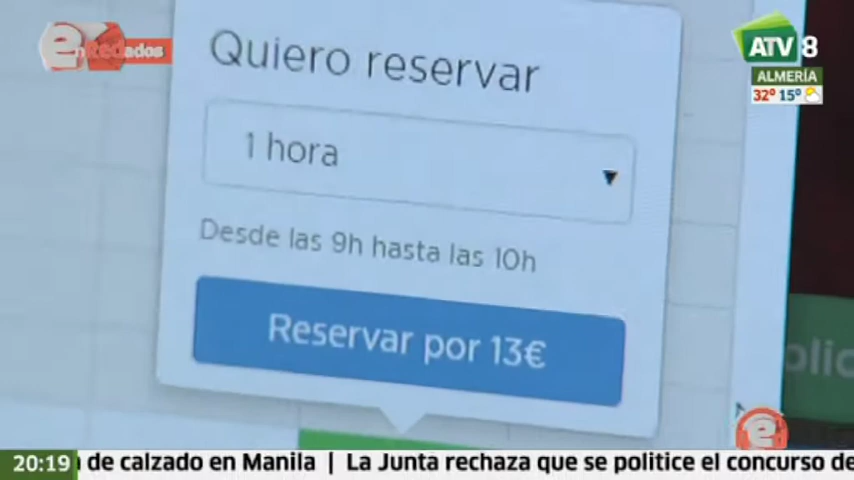 enRedados
ATV 8
ALMERÍA
32º 15º
Quiero reservar
1 hora
Desde las 9h hasta las 10h
Reservar por 13€
e
20:19 de calzado en Manila | La Junta rechaza que se politice el concurso de